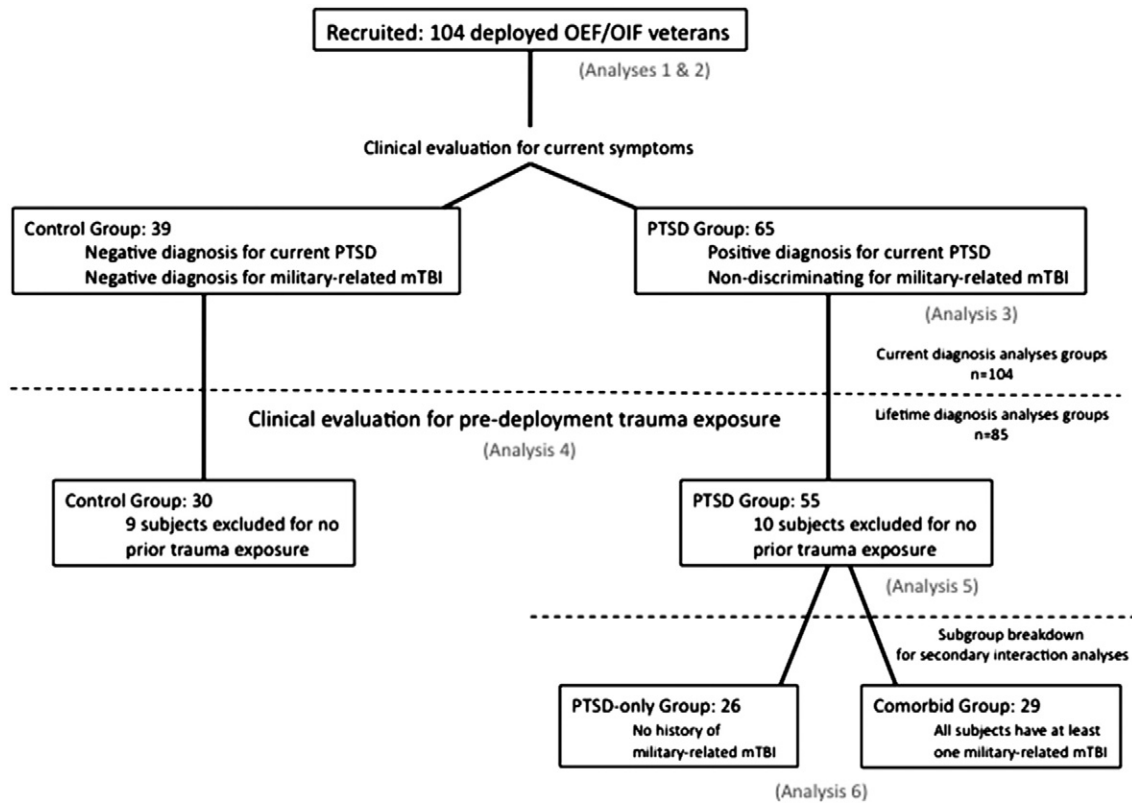 Recruited: 104 deployed OEF/OIF veterans
(Analyses 1 & 2)
Clinical evaluation for current symptoms
Control Group: 39
Negative diagnosis for current PTSD
Negative diagnosis for military-related mTBI
PTSD Group: 65
Positive diagnosis for current PTSD
Non-discriminating for military-related mTBI
(Analysis 3)
Current diagnosis analyses groups
n=104
Clinical evaluation for pre-deployment trauma exposure
(Analysis 4)
Lifetime diagnosis analyses groups
n=85
Control Group: 30
9 subjects excluded for no
prior trauma exposure
PTSD Group: 55
10 subjects excluded for no
prior trauma exposure
(Analysis 5)
Subgroup breakdown
for secondary interaction analyses
PTSD-only Group: 26
No history of
military-related mTBI
Comorbid Group: 29
All subjects have at least
one military-related mTBI
(Analysis 6)